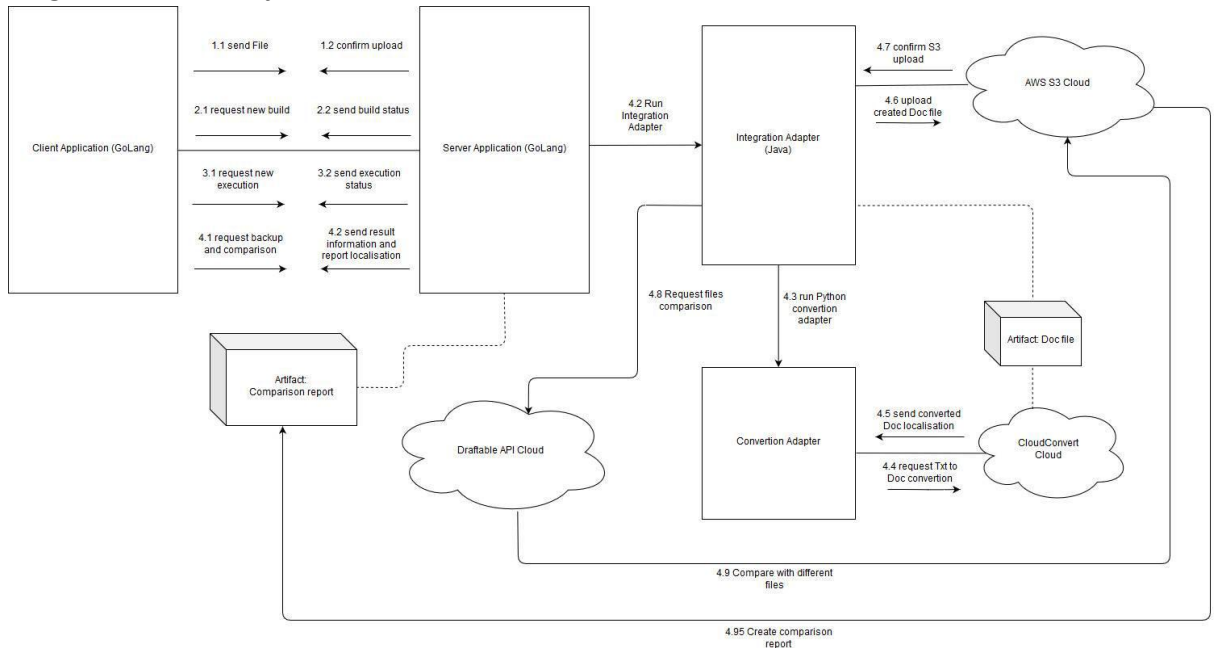 1.1 send File
1.2 confirm upload
4.7 confirm S3
upload
AWS S3 Cloud
2.1 request new build
2.2 send build status
4.2 Run
Integration
Adapter
4.6 upload
created Doc file
Client Application (GoLang)
Server Application (GoLang)
Integration Adapter
(Java)
3.1 request new
execution
3.2 send execution
status
4.1 request backup
and comparison
4.2 send result
information and
report localisation
4.8 Request files
comparison
4.3 run Python
convertion
adapter
Artifact: Doc file
Artifact:
Comparison report
Draftable API Cloud
Convertion Adapter
4.5 send converted
Doc localisation
CloudConvert
Cloud
4.4 request Txt to
Doc convertion
4.9 Compare with different
files
4.95 Create comparison
report